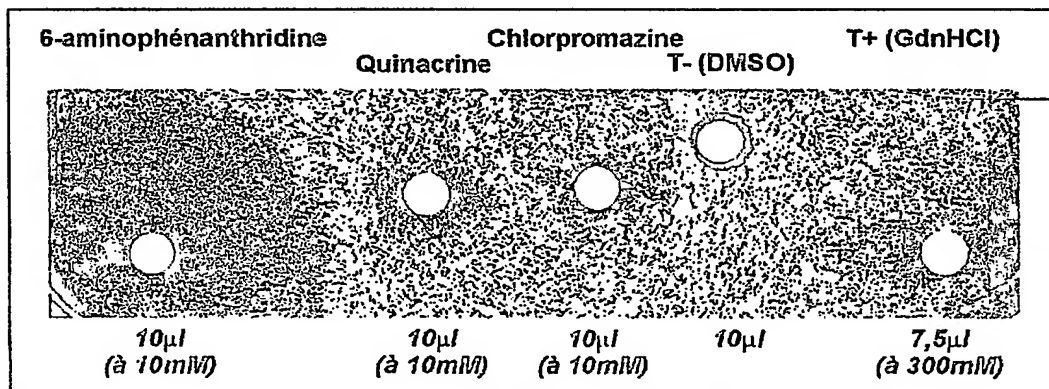 6-aminophénanthridine Chlorpromazine T+ (GdnHCl)
Quinacrine T- (DMSO)
10µl 10µl 10µl 10µl 7,5µl
(à 10mM) (à 10mM) (à 10mM) (à 300mM)